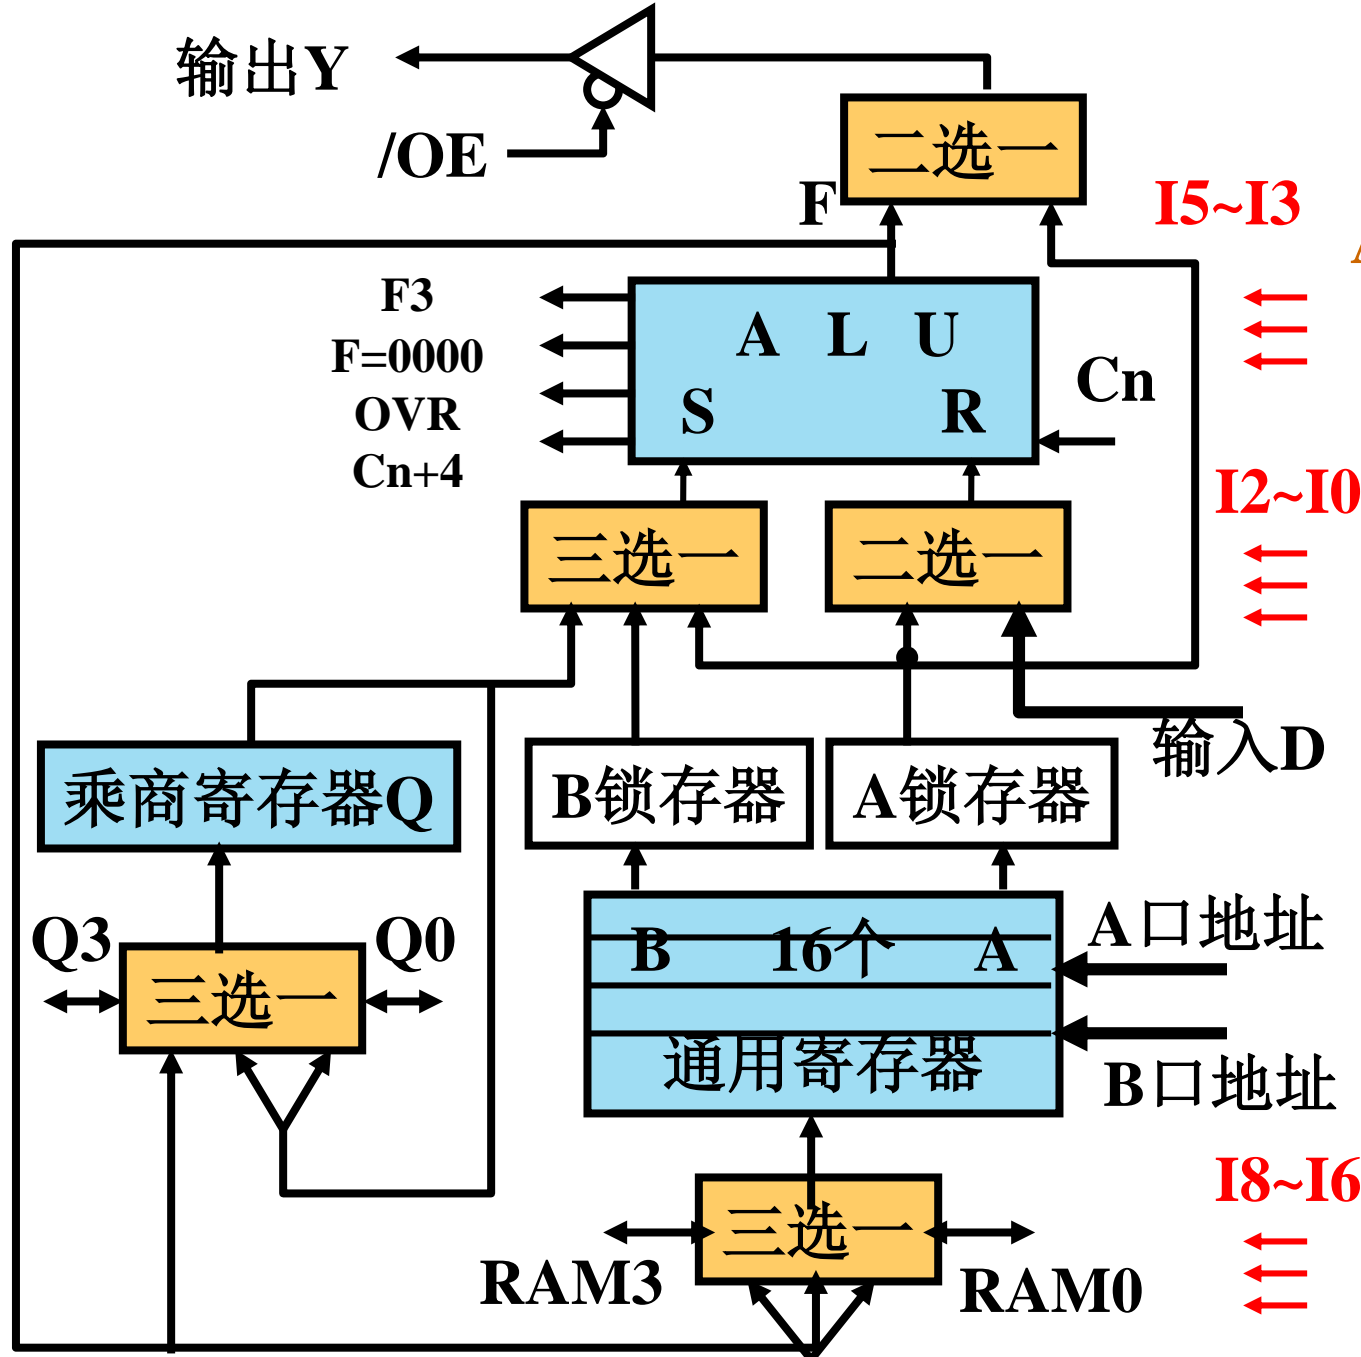 输出Y
/OE
二选一
F
I5~I3
F3
F=0000
OVR
Cn+4
A L U
S R
Cn
I2~I0
三选一
二选一
输入D
乘商寄存器Q
B锁存器
A锁存器
Q3
Q0
三选一
B 16个 A
通用寄存器
A口地址
B口地址
I8~I6
三选一
RAM3
RAM0